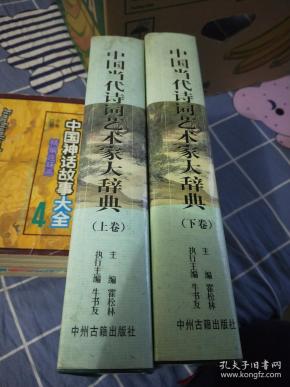 中国当代诗词艺术家大辞典
(上卷)
主编 霍松林
执行主编 牛书友
中州古籍出版社
中国当代诗词艺术家大辞典
(下卷)
主编 霍松林
执行主编 牛书友
中州古籍出版社
中国神话故事大全
4
孔夫子旧书网